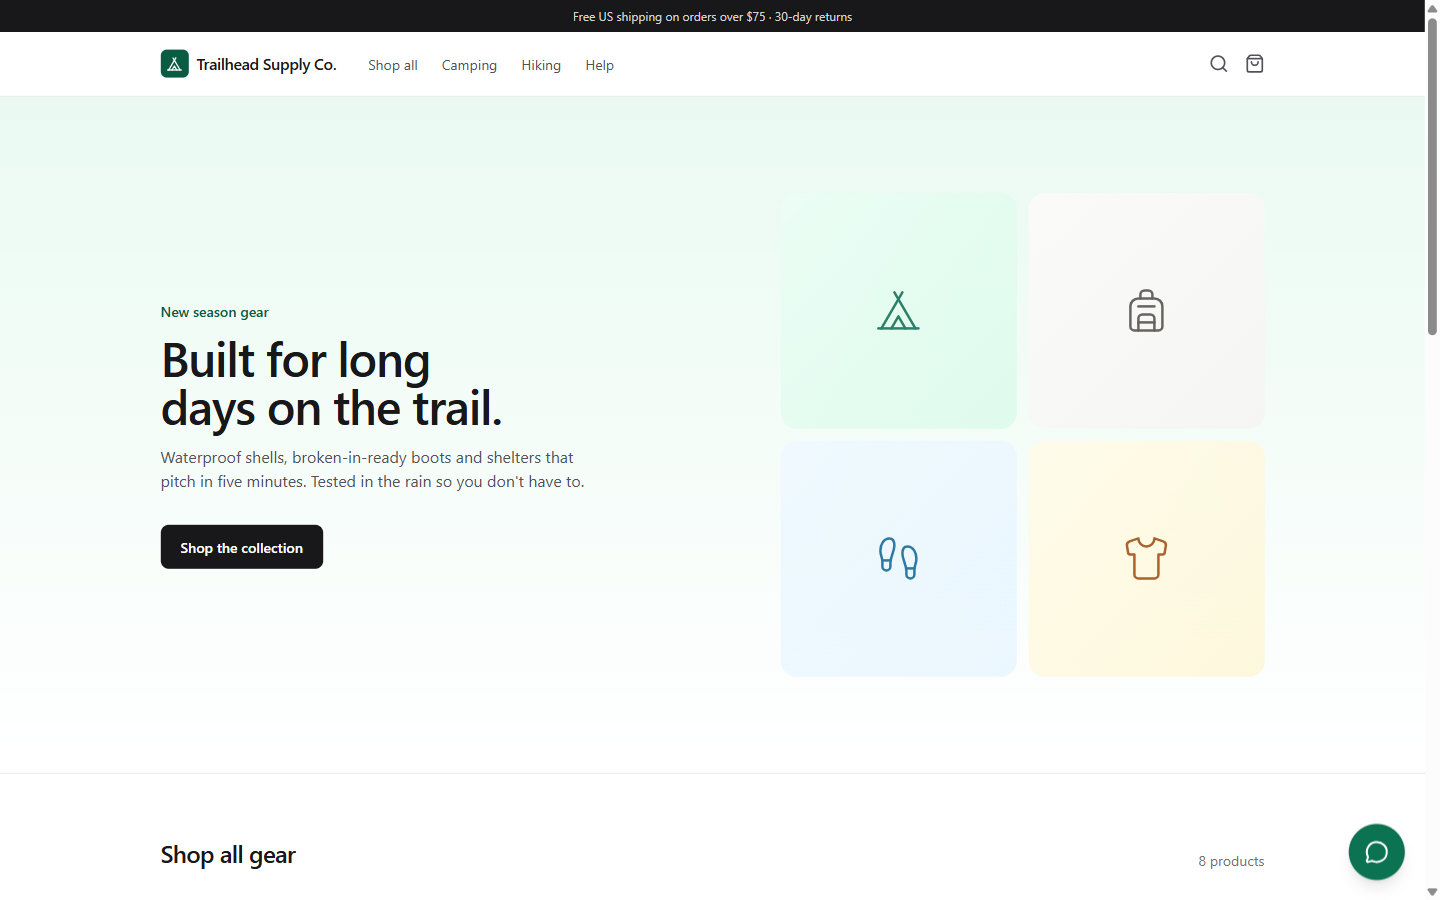 Free US shipping on orders over $75 · 30-day returns
Trailhead Supply Co.
Shop all
Camping
Hiking
Help
New season gear
Built for long
days on the trail.
Waterproof shells, broken-in-ready boots and shelters that
pitch in five minutes. Tested in the rain so you don't have to.
Shop the collection
Shop all gear
8 products